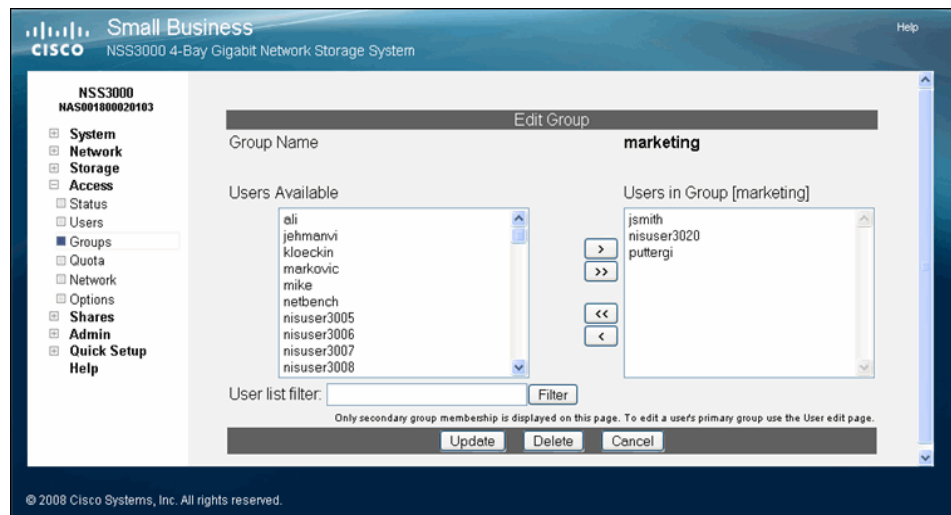 Small Business
Help
CISCO NSS3000 4-Bay Gigabit Network Storage System
NSS3000
NAS001800020103
System
Network
Storage
Access
Status
Users
Groups
Quota
Network
Options
Shares
Admin
Quick Setup
Help
Edit Group
Group Name marketing
Users Available
ali
jehmanvi
kloeckin
markovic
mike
netbench
nisuser3005
nisuser3006
nisuser3007
nisuser3008
>
>>
<<
<
Users in Group [marketing]
jsmith
nisuser3020
puttergi
User list filter: Filter
Only secondary group membership is displayed on this page. To edit a user's primary group use the User edit page.
Update Delete Cancel
© 2008 Cisco Systems, Inc. All rights reserved.